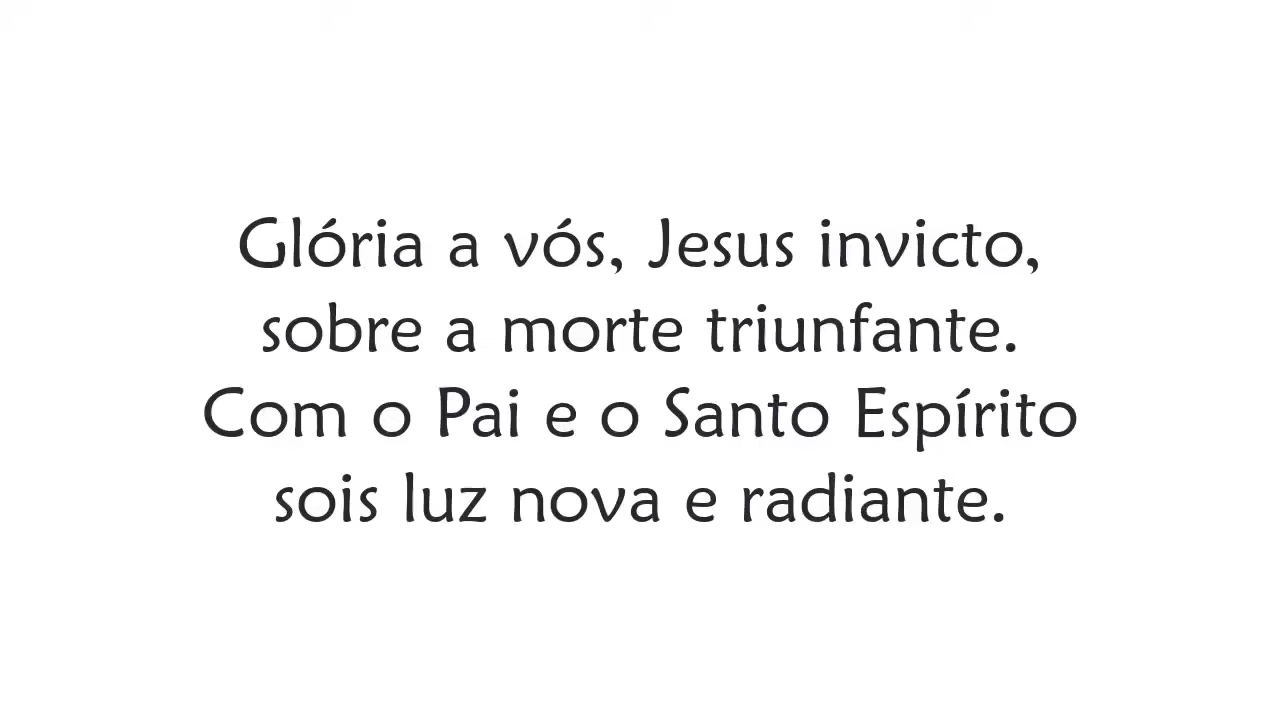 Glória a vós, Jesus invicto,
sobre a morte triunfante.
Com o Pai e o Santo Espírito
sois luz nova e radiante.